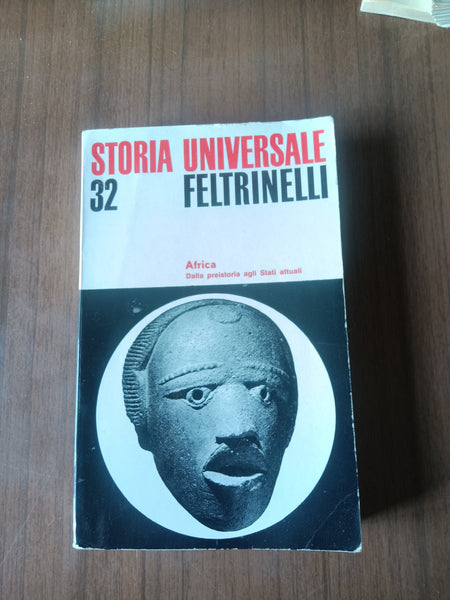 STORIA UNIVERSALE
32 FELTRINELLI
Africa
Dalla preistoria agli Stati attuali